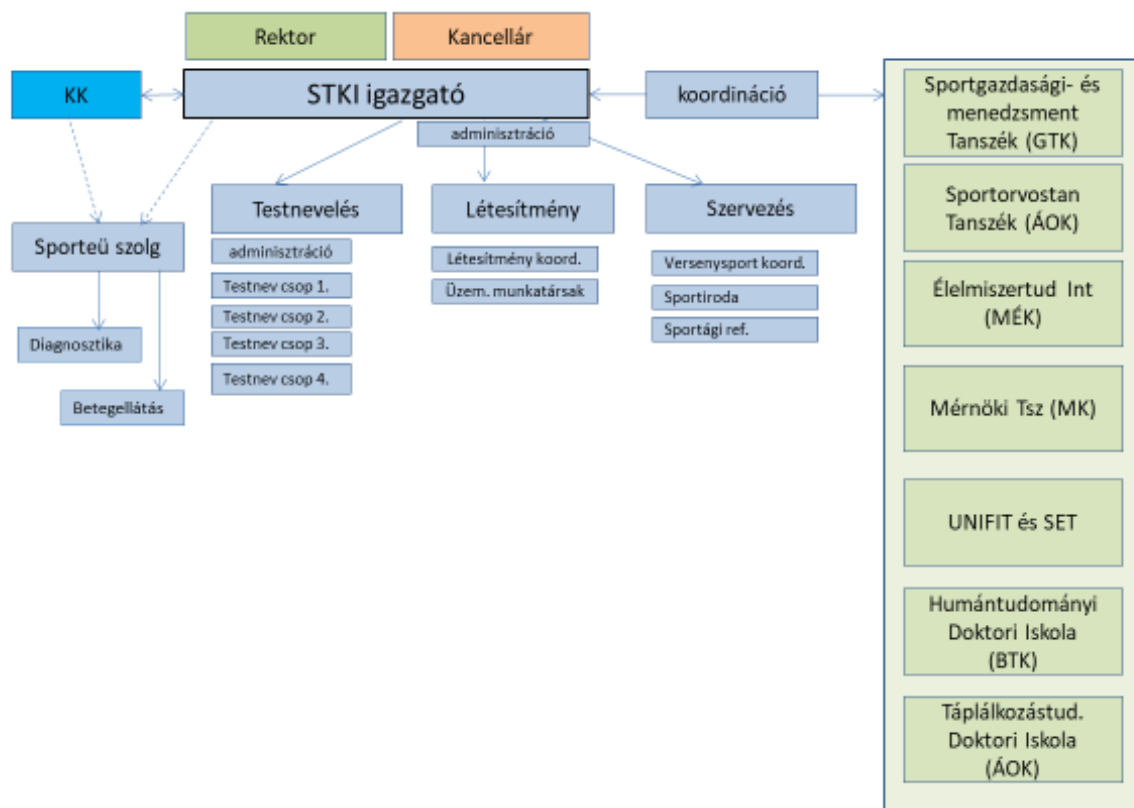 Rektor
Kancellár
KK
STKI igazgató
koordináció
adminisztráció
Testnevelés
Létesítmény
Szervezés
Sporteü szolg
adminisztráció
Testnev csop 1.
Testnev csop 2.
Testnev csop 3.
Testnev csop 4.
Létesítmény koord.
Üzem. munkatársak
Versenysport koord.
Sportiroda
Sportági ref.
Diagnosztika
Betegellátás
Sportgazdasági- és
menedzsment
Tanszék (GTK)
Sportorvostan
Tanszék (ÁOK)
Élelmiszertud Int
(MÉK)
Mérnöki Tsz (MK)
UNIFIT és SET
Humántudományi
Doktori Iskola
(BTK)
Táplálkozástud.
Doktori Iskola
(ÁOK)